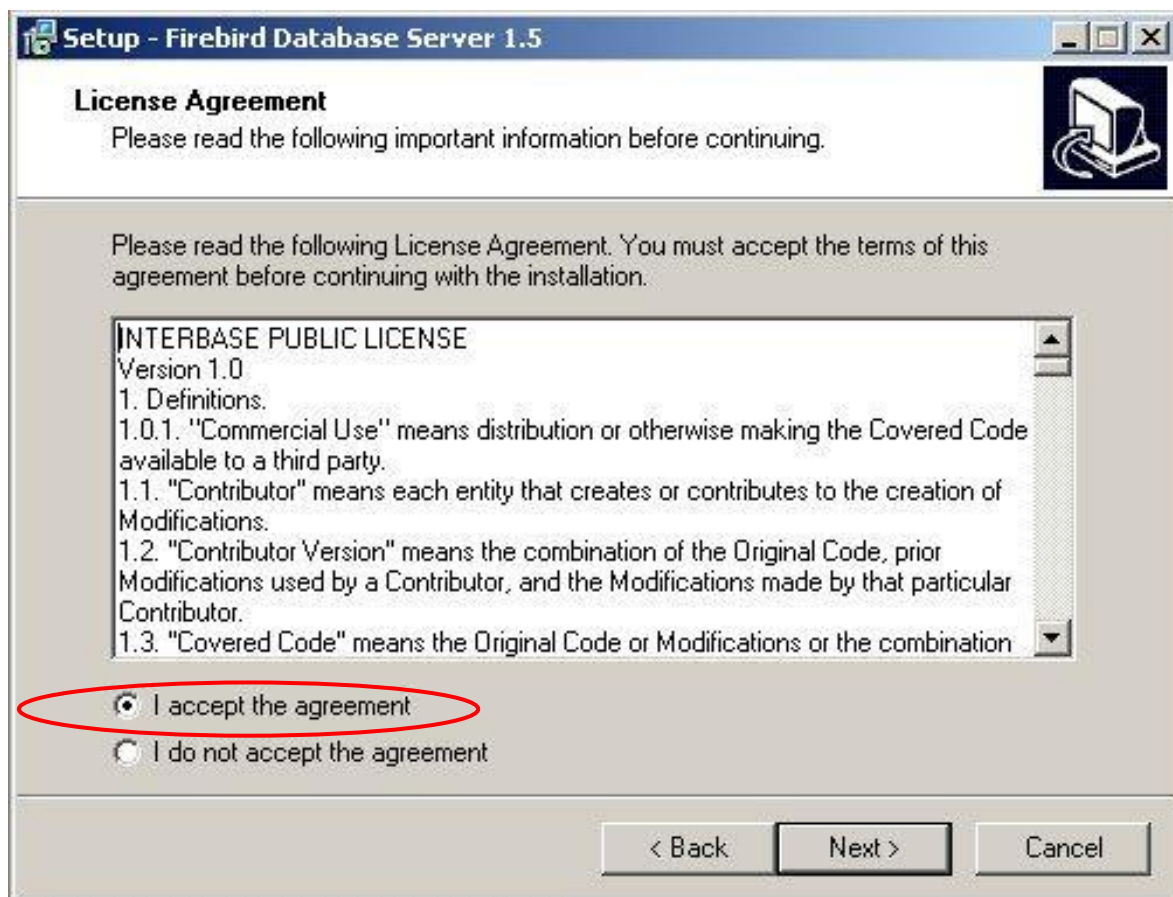 Setup - Firebird Database Server 1.5
License Agreement
Please read the following important information before continuing.
Please read the following License Agreement. You must accept the terms of this
agreement before continuing with the installation.
INTERBASE PUBLIC LICENSE
Version 1.0
1. Definitions.
1.0.1. "Commercial Use" means distribution or otherwise making the Covered Code
available to a third party.
1.1. "Contributor" means each entity that creates or contributes to the creation of
Modifications.
1.2. "Contributor Version" means the combination of the Original Code, prior
Modifications used by a Contributor, and the Modifications made by that particular
Contributor.
1.3. "Covered Code" means the Original Code or Modifications or the combination
I accept the agreement
I do not accept the agreement
< Back Next > Cancel